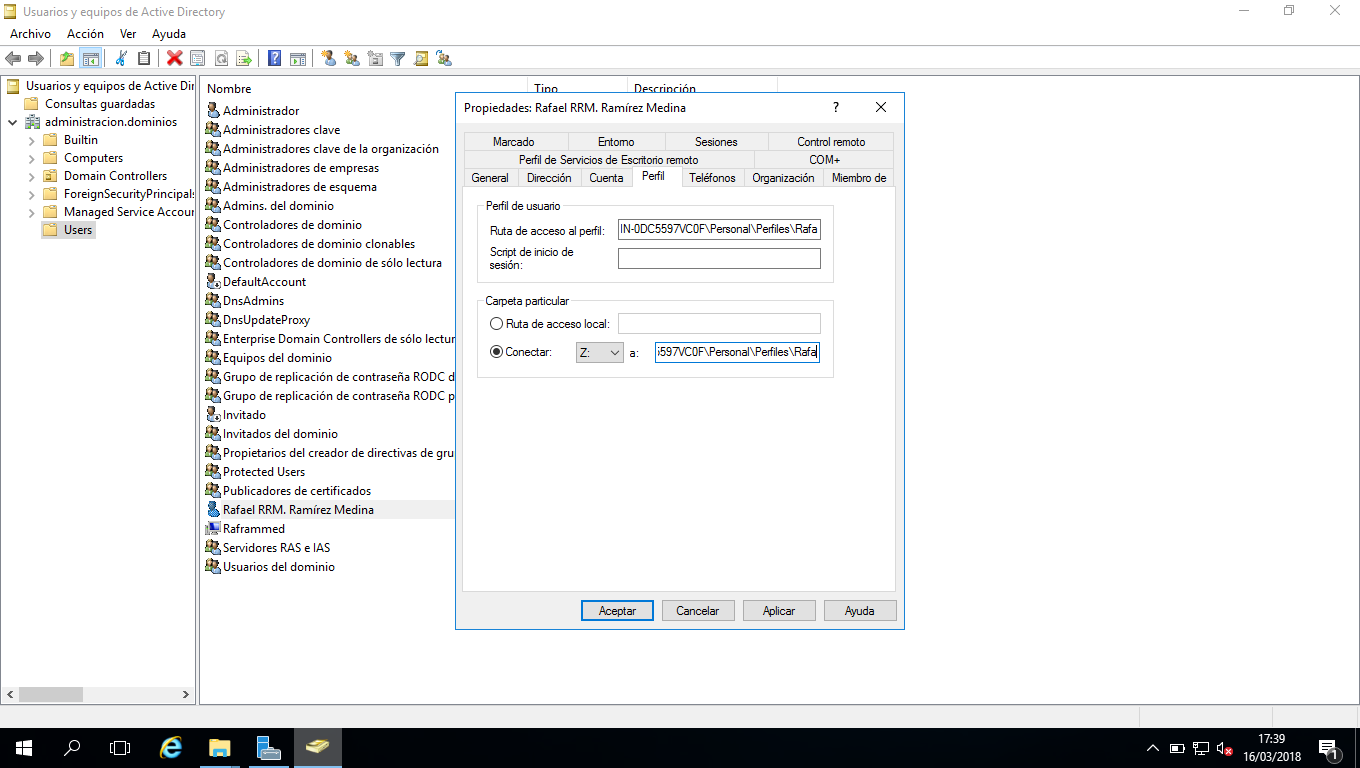 Usuarios y equipos de Active Directory
Archivo Acción Ver Ayuda
Usuarios y equipos de Active Dir
Consultas guardadas
administracion.dominios
Builtin
Computers
Domain Controllers
ForeignSecurityPrincipals
Managed Service Accour
Users
Nombre Tipo Descripción
Administrador
Administradores clave
Administradores clave de la organización
Administradores de empresas
Administradores de esquema
Admins. del dominio
Controladores de dominio
Controladores de dominio clonables
Controladores de dominio de sólo lectura
DefaultAccount
DnsAdmins
DnsUpdateProxy
Enterprise Domain Controllers de sólo lectur
Equipos del dominio
Grupo de replicación de contraseña RODC d
Grupo de replicación de contraseña RODC p
Invitado
Invitados del dominio
Propietarios del creador de directivas de gru
Protected Users
Publicadores de certificados
Rafael RRM. Ramírez Medina
Raframmed
Servidores RAS e IAS
Usuarios del dominio
Propiedades: Rafael RRM. Ramírez Medina ?
Marcado Entorno Sesiones Control remoto
Perfil de Servicios de Escritorio remoto COM+
General Dirección Cuenta Perfil Teléfonos Organización Miembro de
Perfil de usuario
Ruta de acceso al perfil: IN-0DC5597VC0F\Personal\Perfiles\Rafa
Script de inicio de
sesión:
Carpeta particular
Ruta de acceso local:
Conectar: Z: a: 5597VC0F\Personal\Perfiles\Rafa
Aceptar Cancelar Aplicar Ayuda
17:39
16/03/2018
1